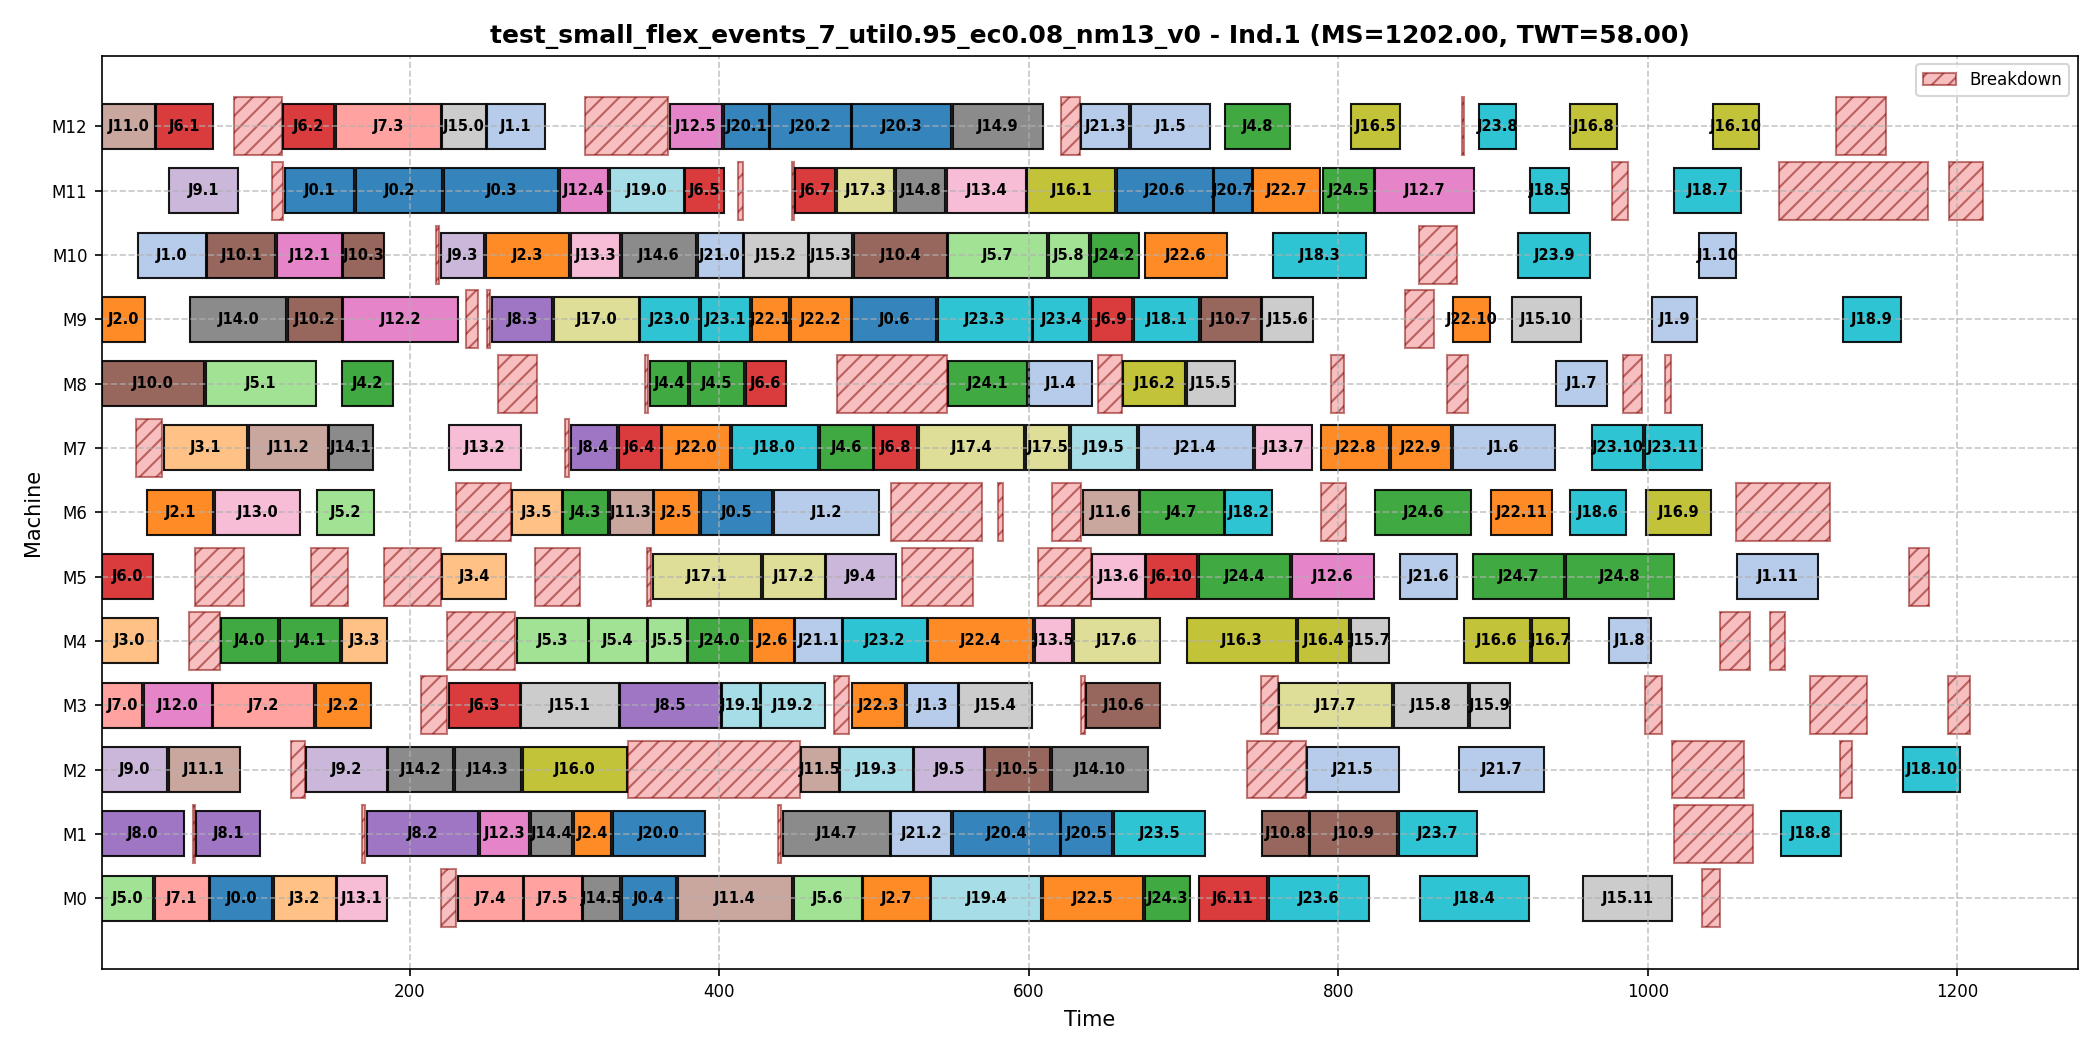 test_small_flex_events_7_util0.95_ec0.08_nm13_v0 - Ind.1 (MS=1202.00, TWT=58.00)
Breakdown
M12 J11.0 J6.1 J6.2 J7.3 J15.0 J1.1 J12.5 J20.1 J20.2 J20.3 J14.9 J21.3 J1.5 J4.8 J16.5 J23.8 J16.8 J16.10
M11 J9.1 J0.1 J0.2 J0.3 J12.4 J19.0 J6.5 J6.7 J17.3 J14.8 J13.4 J16.1 J20.6 J20.7 J22.7 J24.5 J12.7 J18.5 J18.7
M10 J1.0 J10.1 J12.1 J10.3 J9.3 J2.3 J13.3 J14.6 J21.0 J15.2 J15.3 J10.4 J5.7 J5.8 J24.2 J22.6 J18.3 J23.9 J1.10
M9 J2.0 J14.0 J10.2 J12.2 J8.3 J17.0 J23.0 J23.1 J22.1 J22.2 J0.6 J23.3 J23.4 J6.9 J18.1 J10.7 J15.6 J22.10 J15.10 J1.9 J18.9
M8 J10.0 J5.1 J4.2 J4.4 J4.5 J6.6 J24.1 J1.4 J16.2 J15.5 J1.7
M7 J3.1 J11.2 J14.1 J13.2 J8.4 J6.4 J22.0 J18.0 J4.6 J6.8 J17.4 J17.5 J19.5 J21.4 J13.7 J22.8 J22.9 J1.6 J23.10 J23.11
M6 J2.1 J13.0 J5.2 J3.5 J4.3 J11.3 J2.5 J0.5 J1.2 J11.6 J4.7 J18.2 J24.6 J22.11 J18.6 J16.9
M5 J6.0 J3.4 J17.1 J17.2 J9.4 J13.6 J6.10 J24.4 J12.6 J21.6 J24.7 J24.8 J1.11
M4 J3.0 J4.0 J4.1 J3.3 J5.3 J5.4 J5.5 J24.0 J2.6 J21.1 J23.2 J22.4 J13.5 J17.6 J16.3 J16.4 J15.7 J16.6 J16.7 J1.8
M3 J7.0 J12.0 J7.2 J2.2 J6.3 J15.1 J8.5 J19.1 J19.2 J22.3 J1.3 J15.4 J10.6 J17.7 J15.8 J15.9
M2 J9.0 J11.1 J9.2 J14.2 J14.3 J16.0 J11.5 J19.3 J9.5 J10.5 J14.10 J21.5 J21.7 J18.10
M1 J8.0 J8.1 J8.2 J12.3 J14.4 J2.4 J20.0 J14.7 J21.2 J20.4 J20.5 J23.5 J10.8 J10.9 J23.7 J18.8
M0 J5.0 J7.1 J0.0 J3.2 J13.1 J7.4 J7.5 J14.5 J0.4 J11.4 J5.6 J2.7 J19.4 J22.5 J24.3 J6.11 J23.6 J18.4 J15.11
200 400 600 800 1000 1200
Time
Machine